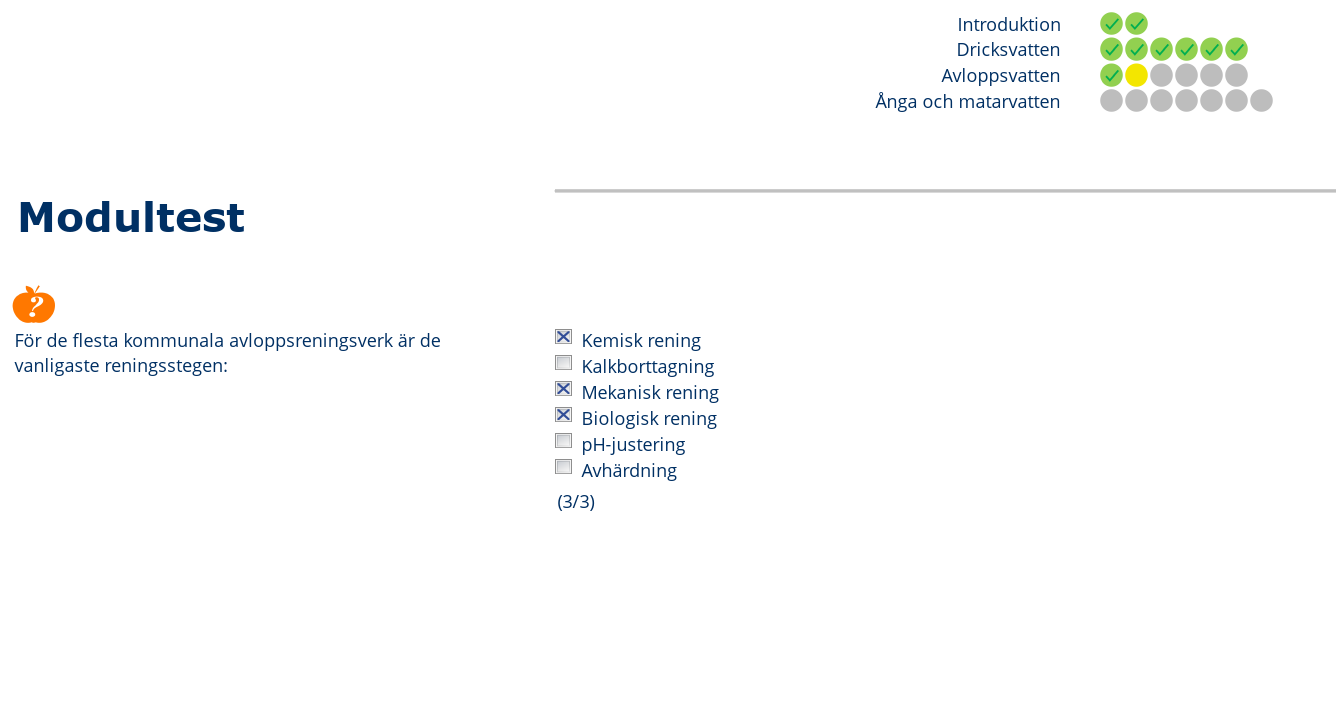 Introduktion
Dricksvatten
Avloppsvatten
Ånga och matarvatten
Modultest
?
För de flesta kommunala avloppsreningsverk är de
vanligaste reningsstegen:
Kemisk rening
Kalkborttagning
Mekanisk rening
Biologisk rening
pH-justering
Avhärdning
(3/3)